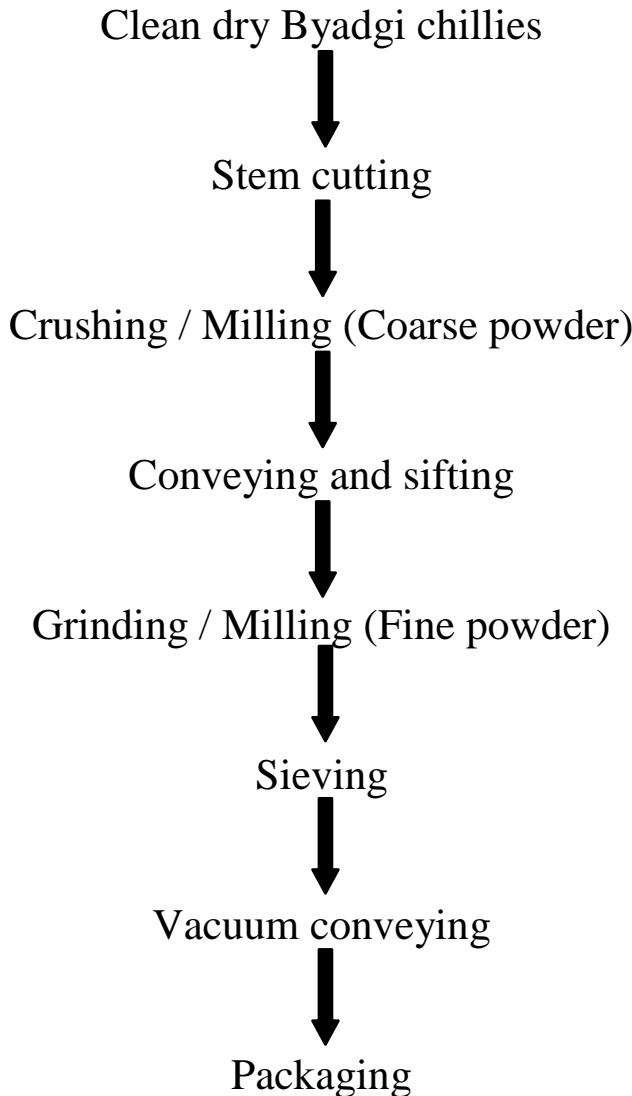 Clean dry Byadgi chillies
Stem cutting
Crushing / Milling (Coarse powder)
Conveying and sifting
Grinding / Milling (Fine powder)
Sieving
Vacuum conveying
Packaging